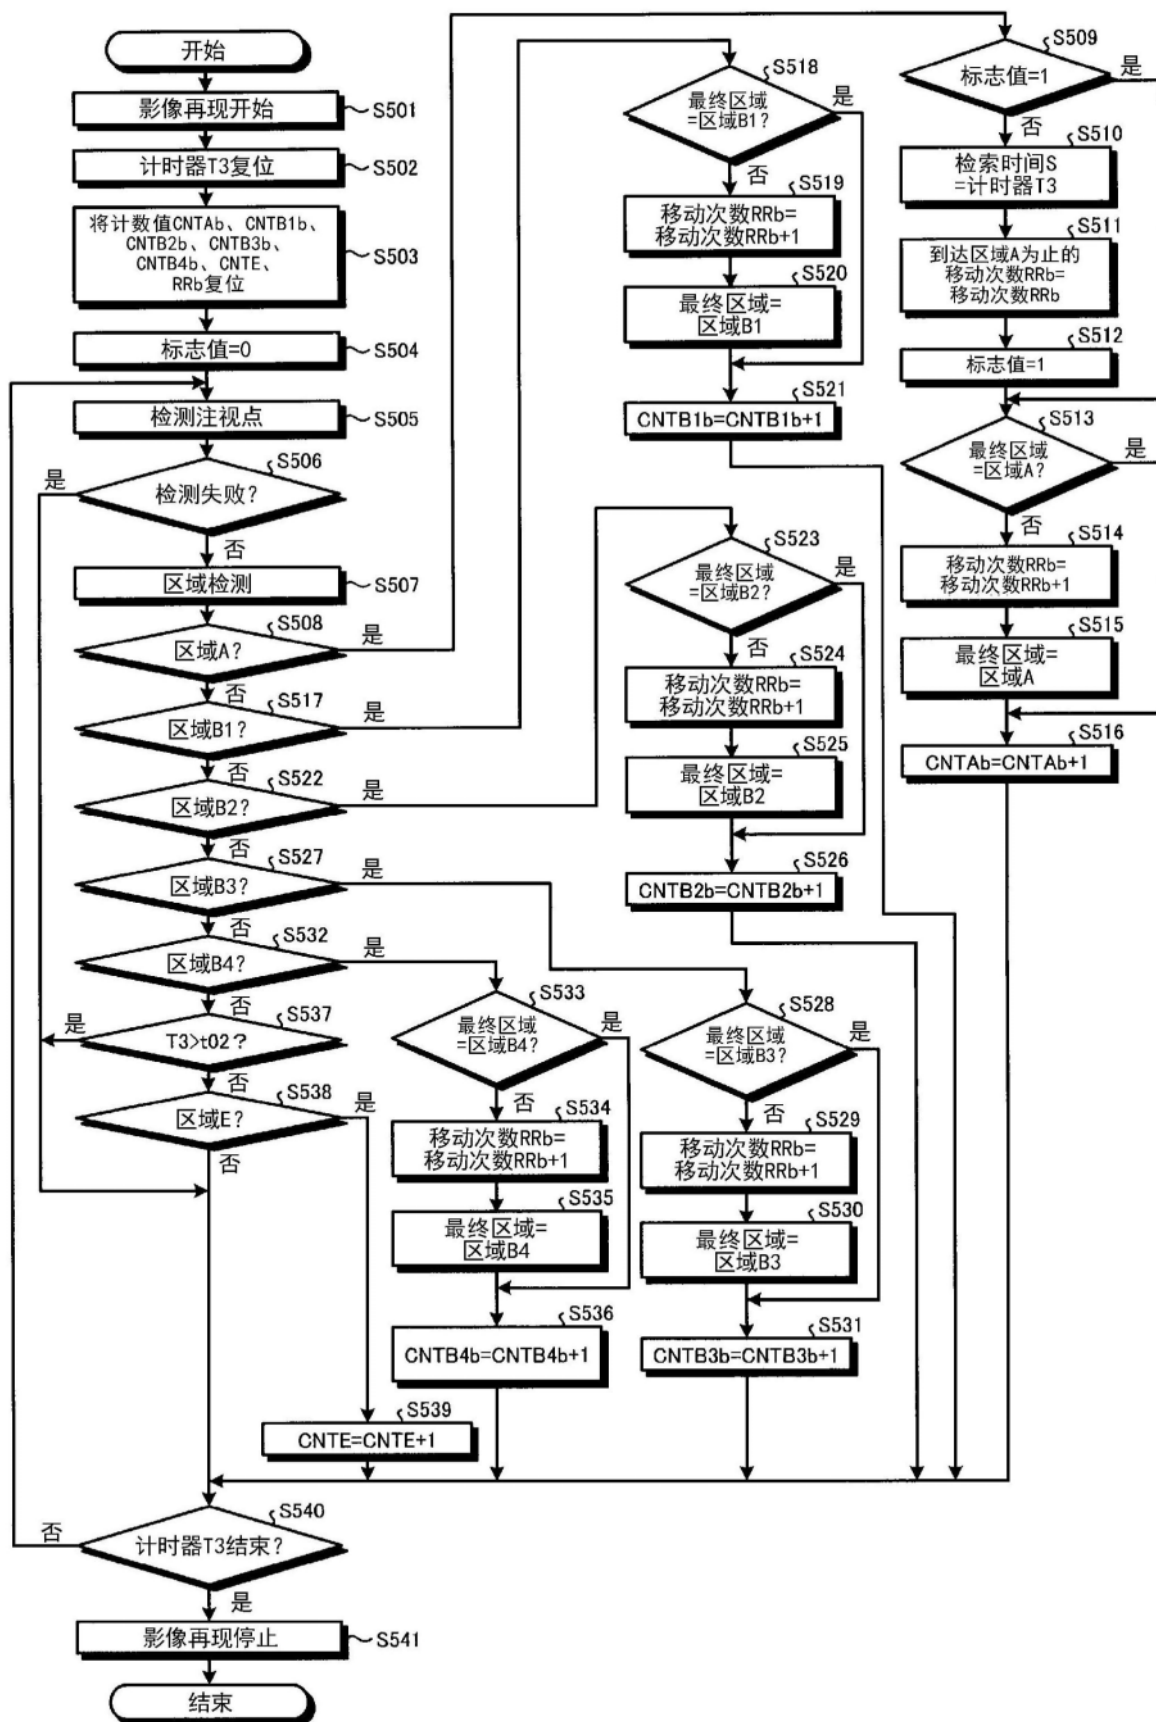 开始
影像再现开始
S501
计时器T3复位
S502
将计数值CNTAb、CNTB1b、
CNTB2b、CNTB3b、
CNTB4b、CNTE、
RRb复位
S503
标志值=0
S504
检测注视点
S505
S506
检测失败?
是
否
区域检测
S507
S508
区域A?
是
否
S517
区域B1?
是
否
S522
区域B2?
是
否
S527
区域B3?
是
否
S532
区域B4?
是
否
S537
T3>t02?
是
否
S538
区域E?
是
否
S509
标志值=1
是
否
S510
检索时间S
=计时器T3
S511
到达区域A为止的
移动次数RRb=
移动次数RRb
S512
标志值=1
S513
最终区域
=区域A?
是
否
S514
移动次数RRb=
移动次数RRb+1
S515
最终区域=
区域A
S516
CNTAb=CNTAb+1
S518
最终区域
=区域B1?
是
否
S519
移动次数RRb=
移动次数RRb+1
S520
最终区域=
区域B1
S521
CNTB1b=CNTB1b+1
S523
最终区域
=区域B2?
是
否
S524
移动次数RRb=
移动次数RRb+1
S525
最终区域=
区域B2
S526
CNTB2b=CNTB2b+1
S528
最终区域
=区域B3?
是
否
S529
移动次数RRb=
移动次数RRb+1
S530
最终区域=
区域B3
S531
CNTB3b=CNTB3b+1
S533
最终区域
=区域B4?
是
否
S534
移动次数RRb=
移动次数RRb+1
S535
最终区域=
区域B4
S536
CNTB4b=CNTB4b+1
S539
CNTE=CNTE+1
S540
计时器T3结束?
否
是
影像再现停止
S541
结束